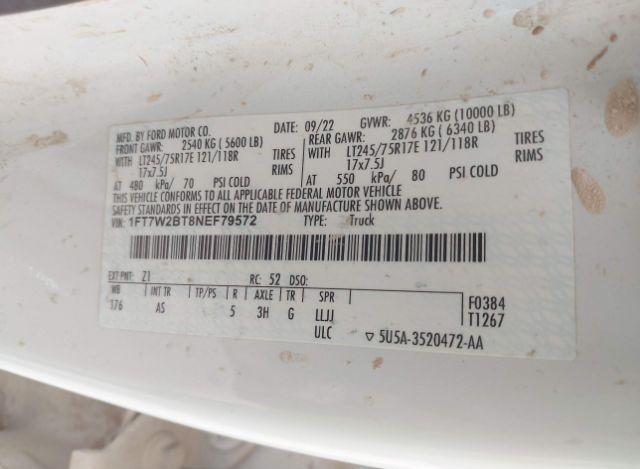 MFD. BY FORD MOTOR CO. DATE: 09/22 GVWR: 4536 KG (10000 LB)
FRONT GAWR: 2540 KG (5600 LB) REAR GAWR: 2876 KG (6340 LB)
WITH LT245/75R17E 121/118R TIRES WITH LT245/75R17E 121/118R TIRES
17x7.5J RIMS 17x7.5J RIMS
AT 480 kPa/ 70 PSI COLD AT 550 kPa/ 80 PSI COLD
THIS VEHICLE CONFORMS TO ALL APPLICABLE FEDERAL MOTOR VEHICLE
SAFETY STANDARDS IN EFFECT ON THE DATE OF MANUFACTURE SHOWN ABOVE.
VIN: 1FT7W2BT8NEF79572 TYPE: Truck
EXT PNT: Z1 RC: 52 DSO:
WB INT TR TP/PS R AXLE TR SPR F0384
176 AS 5 3H G LLJJ T1267
ULC ▽ 5U5A-3520472-AA